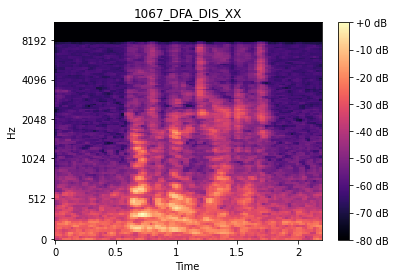 1067_DFA_DIS_XX
+0 dB
8192
-10 dB
4096
-20 dB
-30 dB
2048
Hz
-40 dB
1024
-50 dB
-60 dB
512
-70 dB
0
-80 dB
0
0.5
1
1.5
2
Time